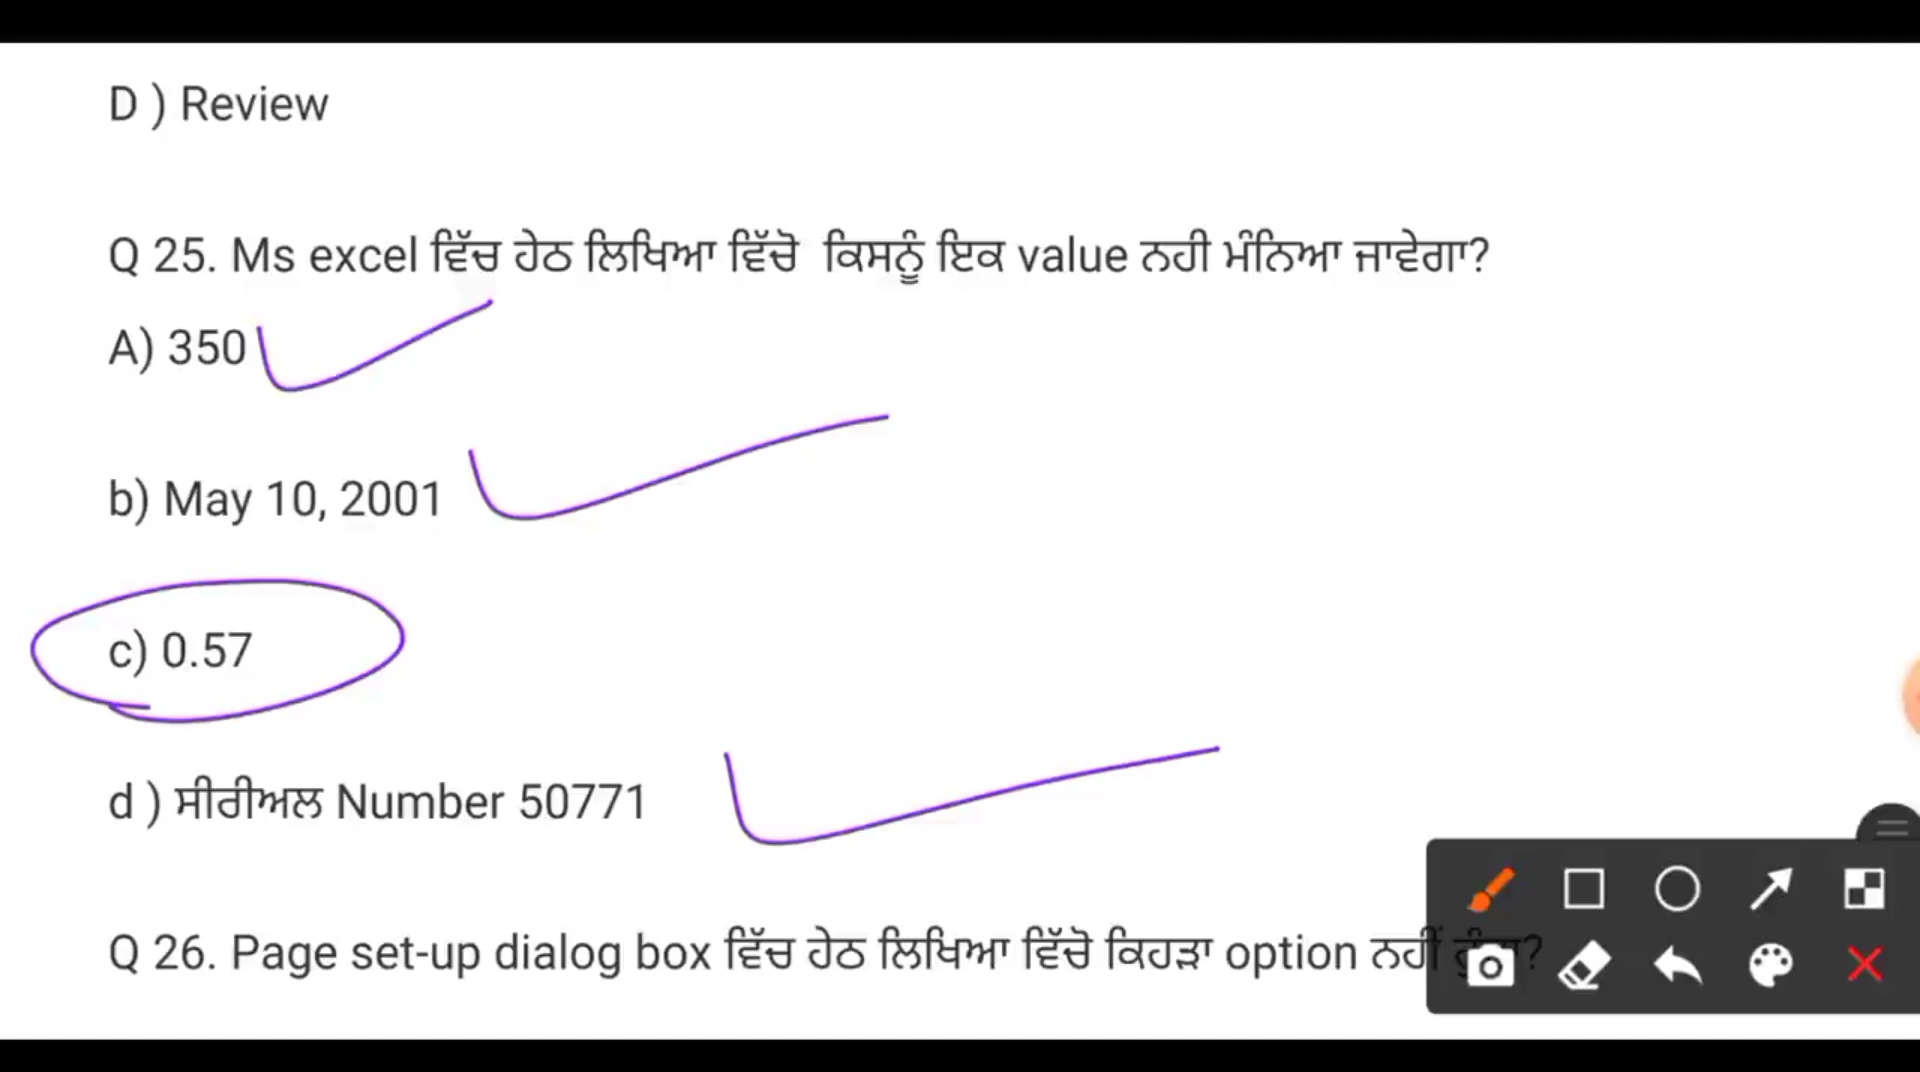 D ) Review
Q 25. Ms excel ਵਿੱਚ ਹੇਠ ਲਿਖਿਆ ਵਿੱਚੋ ਕਿਸਨੂੰ ਇਕ value ਨਹੀ ਮੰਨਿਆ ਜਾਵੇਗਾ?
A) 350
b) May 10, 2001
c) 0.57
d ) ਸੀਰੀਅਲ Number 50771
Q 26. Page set-up dialog box ਵਿੱਚ ਹੇਠ ਲਿਖਿਆ ਵਿੱਚੋ ਕਿਹੜਾ option ਨਹੀਂ